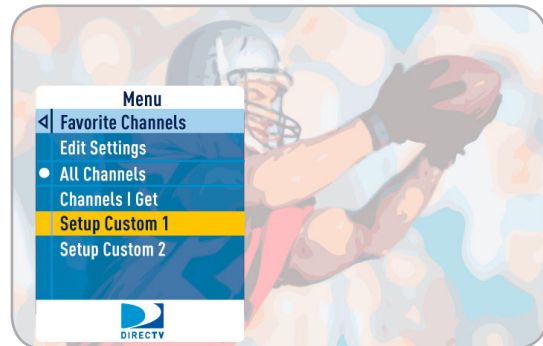 Menu
Favorite Channels
Edit Settings
All Channels
Channels I Get
Setup Custom 1
Setup Custom 2
DIRECTV